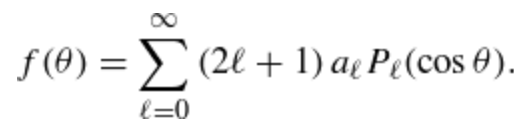 f(θ) = ∑_{ℓ=0}^{∞} (2ℓ + 1) a_ℓ P_ℓ(cos θ).